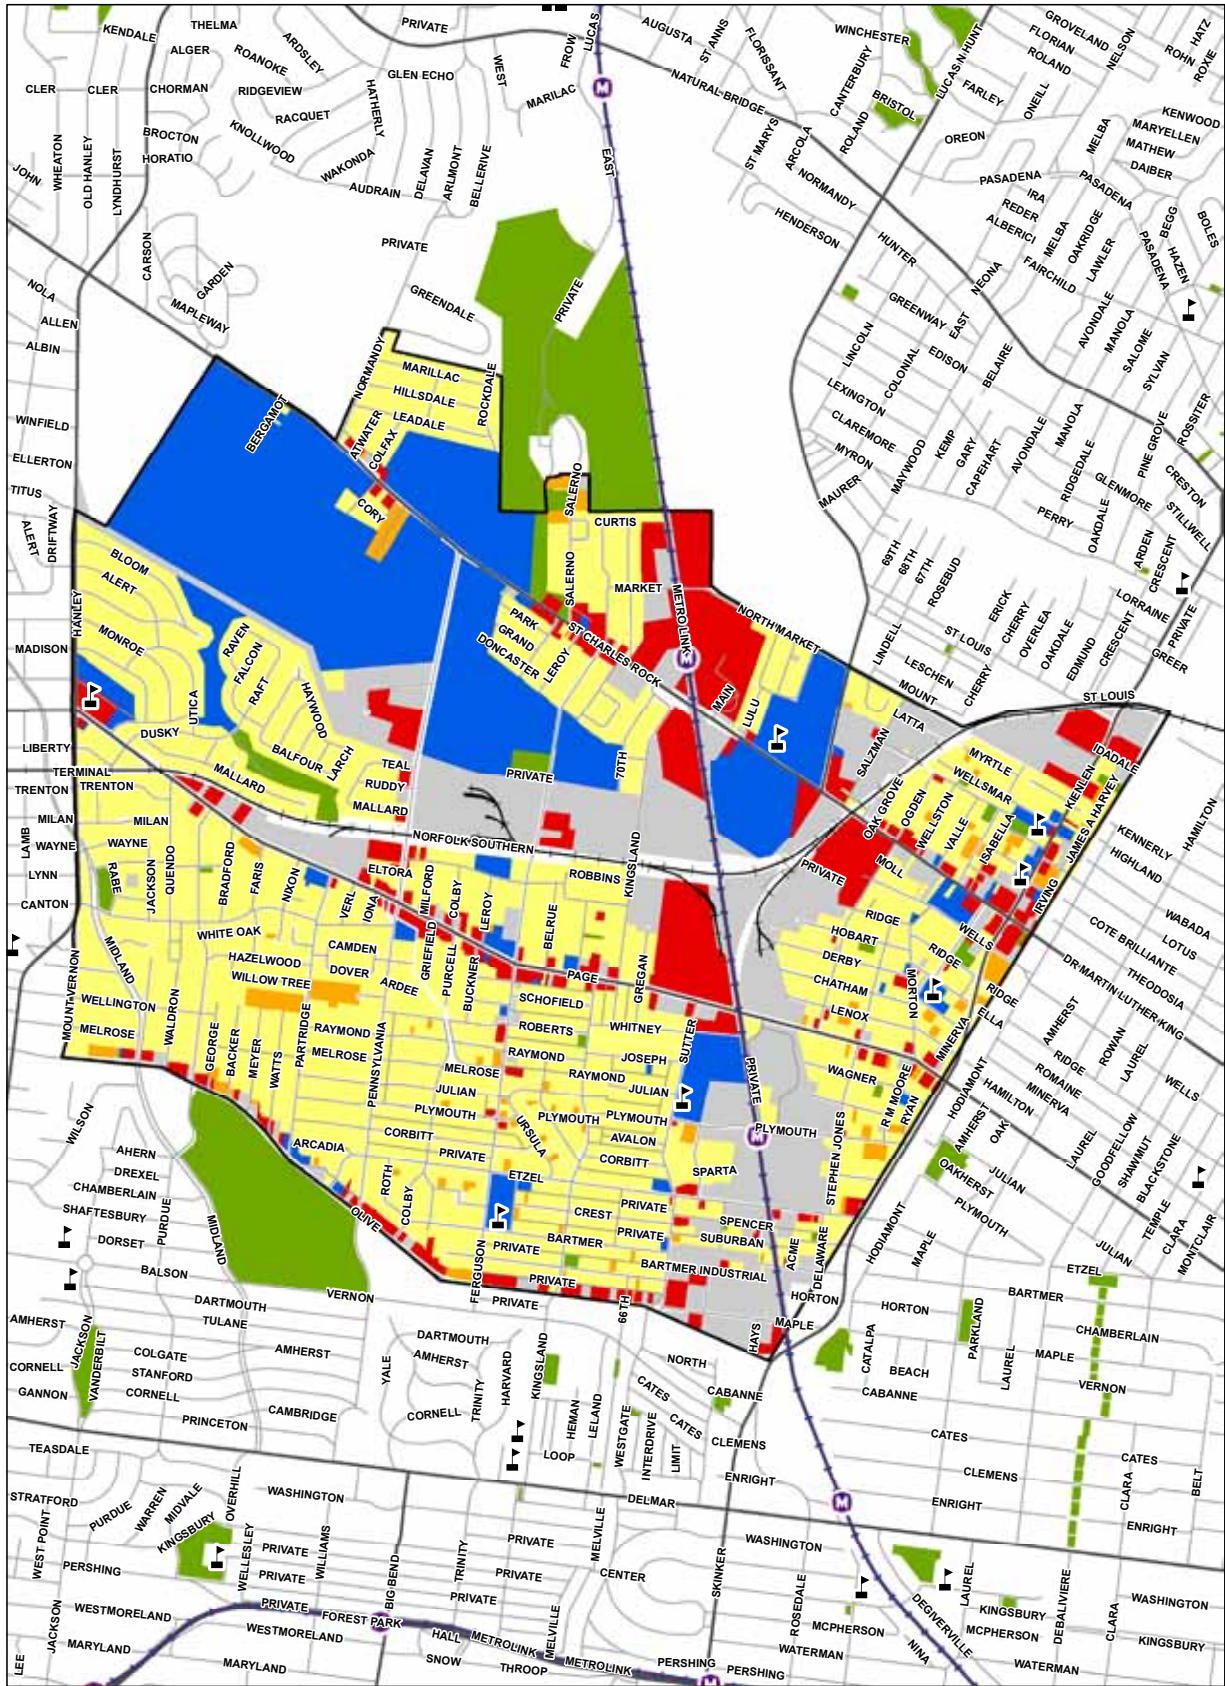 KENDALE
THELMA
PRIVATE
LUCAS
FROW
AUGUSTA
ST ANNS
FLORISSANT
WINCHESTER
LUCAS-N-HUNT
GROVELAND
FLORIAN
ROLAND
NELSON
HATZ
ROHN
ROXIE
ALGER
ROANOKE
ARDSLEY
GLEN ECHO
WEST
MARILAC
NATURAL BRIDGE
CANTERBURY
BRISTOL
FARLEY
ONEILL
CLER
CLER
CHORMAN
RIDGEVIEW
RACQUET
HATHERLY
M
ROLAND
KENWOOD
MARYELLEN
MATHEW
DAIBER
BROCTON
HORATIO
KNOLLWOOD
WAKONDA
AUDRAIN
DELAVAN
ARLMONT
BELLERIVE
EAST
ST MARYS
ARCOLA
NORMANDY
OREON
MELBA
PASADENA
PASADENA
JOHN
WHEATON
OLD HANLEY
LYNDHURST
CARSON
PRIVATE
HENDERSON
HUNTER
IRA
REDER
ALBERICI
MELBA
OAKRIDGE
LAWLER
PASADENA
BEGG
HAZEN
BOLES
GARDEN
MAPLEWAY
GREENDALE
PRIVATE
NEONA
FAIRCHILD
NOLA
ALLEN
ALBIN
GREENWAY
EAST
LINCOLN
EDISON
AVONDALE
MANOLA
SALOME
SYLVAN
NORMANDY
MARILLAC
HILLSDALE
LEADALE
ROCKDALE
LEXINGTON
COLONIAL
BELAIRE
CLAREMORE
MYRON
MAURER
WINFIELD
ELLERTON
TITUS
BERGAMOT
ATWATER
COLFAX
CORY
SALERNO
CURTIS
MAYWOOD
KEMP
GARY
CAPEHART
AVONDALE
MANOLA
RIDGEDALE
PINE GROVE
ROSSITER
GLENMORE
CRESTON
STILLWELL
PERRY
OAKDALE
ARDEN
CRESCENT
ALERT
DRIFTWAY
BLOOM
ALERT
HANLEY
MONROE
SALERNO
MARKET
METRO LINK
NORTH MARKET
69TH
68TH
67TH
ROSEBUD
ERICK
CHERRY
OVERLEA
OAKDALE
EDMUND
CRESCENT
LORRAINE
PRIVATE
GREER
MADISON
RAVEN
FALCON
RAFT
UTICA
HAYWOOD
PARK
GRAND
DONCASTER
LEROY
ST CHARLES ROCK
M
LINDELL
ST LOUIS
LESCHEN
MOUNT
CHERRY
ST LOUIS
LIBERTY
DUSKY
BALFOUR
LARCH
TEAL
RUDDY
MALLARD
MALLARD
MAIN
LULU
LATTA
SALZMAN
MYRTLE
WELLSMAR
IDADALE
KIENLEN
TERMINAL
TRENTON
TRENTON
PRIVATE
70TH
OAK GROVE
OGDEN
WELLSTON
VALLE
ISABELLA
JAMES A HARVEY
MILAN
MILAN
LAMB
WAYNE
WAYNE
NORFOLK SOUTHERN
ROBBINS
KINGSLAND
PRIVATE
MOLL
KENNERLY
HIGHLAND
HAMILTON
LYNN
RABE
JACKSON
QUENDO
BRADFORD
FARIS
NIXON
ELTORA
VERL
IONA
MILFORD
COLBY
LEROY
BELRUE
CANTON
IRVING
WABADA
LOTUS
COTE BRILLIANTE
THEODOSIA
DR MARTIN LUTHER KING
MIDLAND
WHITE OAK
HAZELWOOD
WILLOW TREE
CAMDEN
DOVER
ARDEE
GRIEFIELD
PURCELL
BUCKNER
PAGE
GREGAN
RIDGE
HOBART
DERBY
CHATHAM
LENOX
RIDGE
WELLS
MORTON
RIDGE
ELLA
MOUNT VERNON
WELLINGTON
MELROSE
WALDRON
GEORGE
BACKER
MEYER
WATTS
PARTRIDGE
RAYMOND
MELROSE
PENNSYLVANIA
SCHOFIELD
ROBERTS
WHITNEY
RAYMOND
JOSEPH
SUTTER
MELROSE
RAYMOND
JULIAN
JULIAN
PRIVATE
WAGNER
MINERVA
R M MOORE
RYAN
AMHERST
ROWAN
LAUREL
RIDGE
ROMAINE
MINERVA
HODIAMONT
HAMILTON
WELLS
WILSON
ARCADIA
CORBITT
PRIVATE
PLYMOUTH
URSULA
PLYMOUTH
PLYMOUTH
AVALON
CORBITT
M
PLYMOUTH
AMHERST
OAK
LAUREL
GOODFELLOW
SHAWMUT
BLACKSTONE
AHERN
DREXEL
CHAMBERLAIN
SHAFTESBURY
DORSET
PURDUE
MIDLAND
ROTH
COLBY
OLIVE
ETZEL
CREST
BARTMER
PRIVATE
SPARTA
PRIVATE
PRIVATE
SPENCER
SUBURBAN
STEPHEN JONES
OAKHERST
JULIAN
PLYMOUTH
TEMPLE
CLARA
MONTCLAIR
JULIAN
BALSON
VERNON
FERGUSON
PRIVATE
PRIVATE
BARTMER INDUSTRIAL
ACME
DELAWARE
HORTON
HODIAMONT
MAPLE
ETZEL
BARTMER
DARTMOUTH
TULANE
66TH
HAYS
MAPLE
HORTON
PARKLAND
CHAMBERLAIN
AMHERST
JACKSON
VANDERBILT
COLGATE
STANFORD
CORNELL
AMHERST
DARTMOUTH
AMHERST
YALE
TRINITY
HARVARD
KINGSLAND
NORTH
CATALPA
BEACH
LAUREL
MAPLE
VERNON
CORNELL
GANNON
PRINCETON
CAMBRIDGE
CORNELL
HEMAN
LELAND
WESTGATE
INTERDRIVE
LIMIT
CATES
CATES
CABANNE
CABANNE
TEASDALE
LOOP
CLEMENS
ENRIGHT
CATES
CLEMENS
CATES
CLARA
BELT
STRATFORD
PURDUE
WARREN
MIDVALE
KINGSBURY
OVERHILL
WASHINGTON
DELMAR
M
ENRIGHT
ENRIGHT
WEST POINT
PERSHING
WELLESLEY
PRIVATE
PRIVATE
WILLIAMS
BIG BEND
TRINITY
PRIVATE
PRIVATE
PRIVATE
MELVILLE
CENTER
SKINKER
WASHINGTON
ROSEDALE
LAUREL
DEBALIVIERE
CLARA
WASHINGTON
WESTMORELAND
PRIVATE
WESTMORELAND
FOREST PARK
HALL
METROLINK
MELVILLE
METROLINK
MCPHERSON
DEGIVERVILLE
KINGSBURY
MCPHERSON
KINGSBURY
LEE
JACKSON
MARYLAND
MARYLAND
SNOW
THROOP
PERSHING
PERSHING
WATERMAN
NINA
WATERMAN